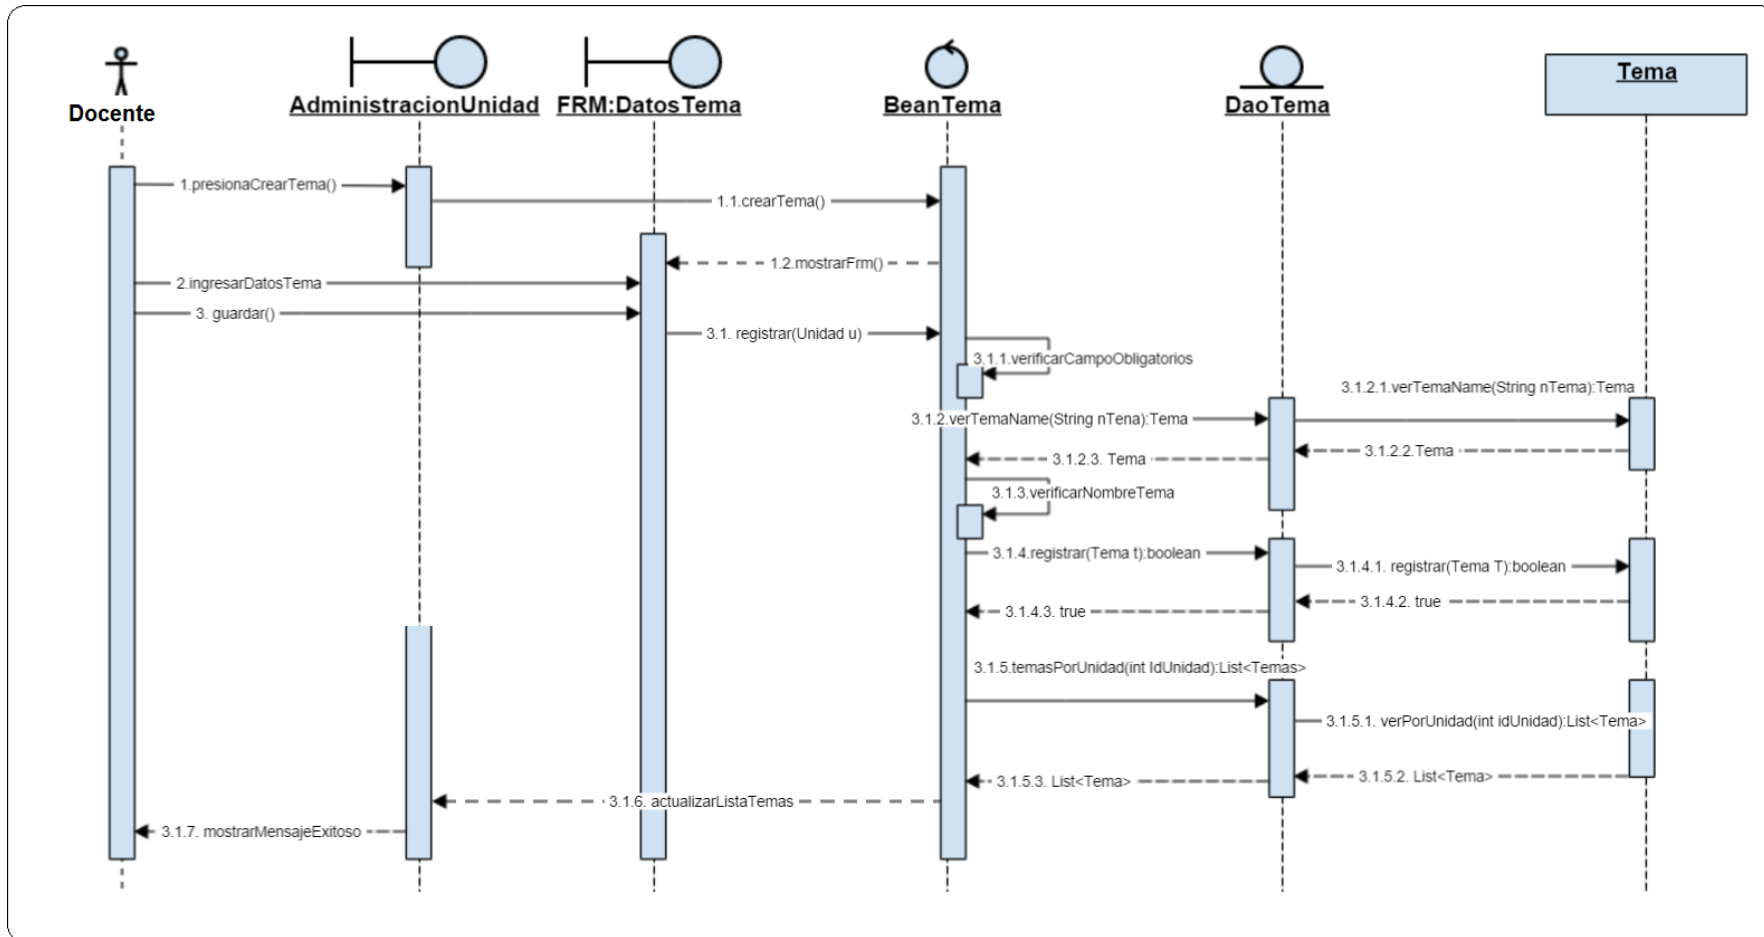 Docente
AdministracionUnidad
FRM:DatosTema
BeanTema
DaoTema
Tema
1.presionaCrearTema()
1.1.crearTema()
1.2.mostrarFrm()
2.ingresarDatosTema
3. guardar()
3.1. registrar(Unidad u)
3.1.1.verificarCampoObligatorios
3.1.2.1.verTemaName(String nTema):Tema
3.1.2.verTemaName(String nTena):Tema
3.1.2.2.Tema
3.1.2.3. Tema
3.1.3.verificarNombreTema
3.1.4.registrar(Tema t):boolean
3.1.4.1. registrar(Tema T):boolean
3.1.4.2. true
3.1.4.3. true
3.1.5.temasPorUnidad(int IdUnidad):List<Temas>
3.1.5.1. verPorUnidad(int idUnidad):List<Tema>
3.1.5.2. List<Tema>
3.1.5.3. List<Tema>
3.1.6. actualizarListaTemas
3.1.7. mostrarMensajeExitoso